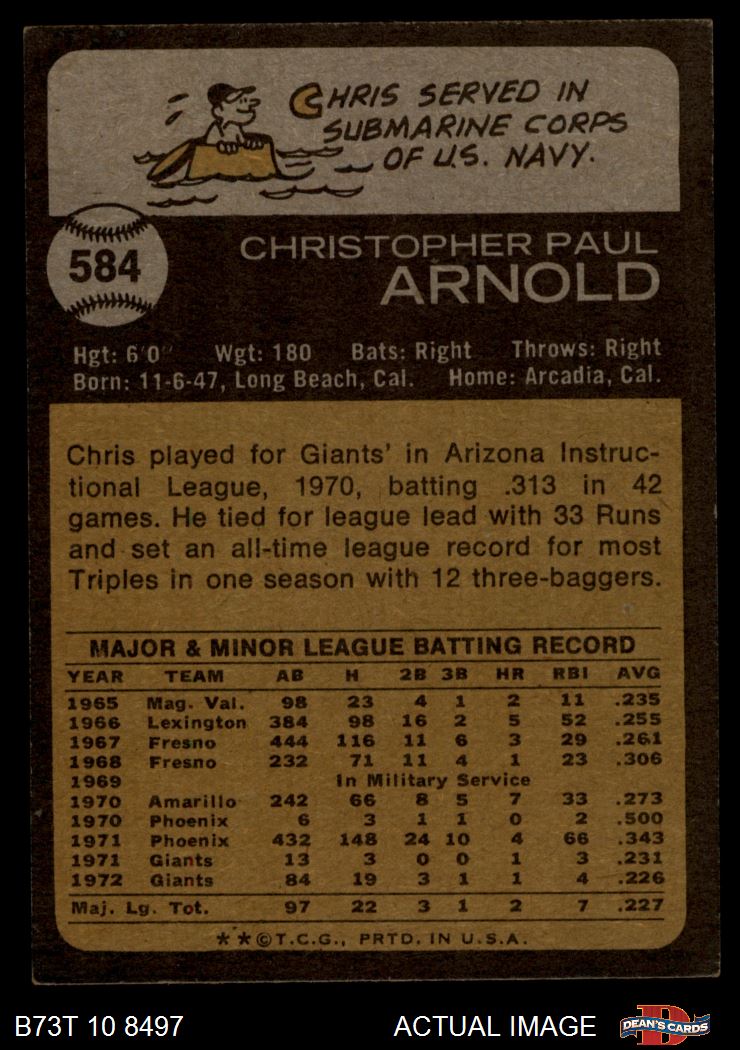 CHRIS SERVED IN
SUBMARINE CORPS
OF U.S. NAVY.
584
CHRISTOPHER PAUL
ARNOLD
Hgt: 6'0" Wgt: 180 Bats: Right Throws: Right
Born: 11-6-47, Long Beach, Cal. Home: Arcadia, Cal.
Chris played for Giants' in Arizona Instruc-
tional League, 1970, batting .313 in 42
games. He tied for league lead with 33 Runs
and set an all-time league record for most
Triples in one season with 12 three-baggers.
MAJOR & MINOR LEAGUE BATTING RECORD
YEAR TEAM AB H 2B 3B HR RBI AVG
1965 Mag. Val. 98 23 4 1 2 11 .235
1966 Lexington 384 98 16 2 5 52 .255
1967 Fresno 444 116 11 6 3 29 .261
1968 Fresno 232 71 11 4 1 23 .306
1969 In Military Service
1970 Amarillo 242 66 8 5 7 33 .273
1970 Phoenix 6 3 1 1 0 2 .500
1971 Phoenix 432 148 24 10 4 66 .343
1971 Giants 13 3 0 0 1 3 .231
1972 Giants 84 19 3 1 1 4 .226
Maj. Lg. Tot. 97 22 3 1 2 7 .227
**©T.C.G., PRTD. IN U.S.A.
B73T 10 8497 ACTUAL IMAGE
D
DEAN'S CARDS